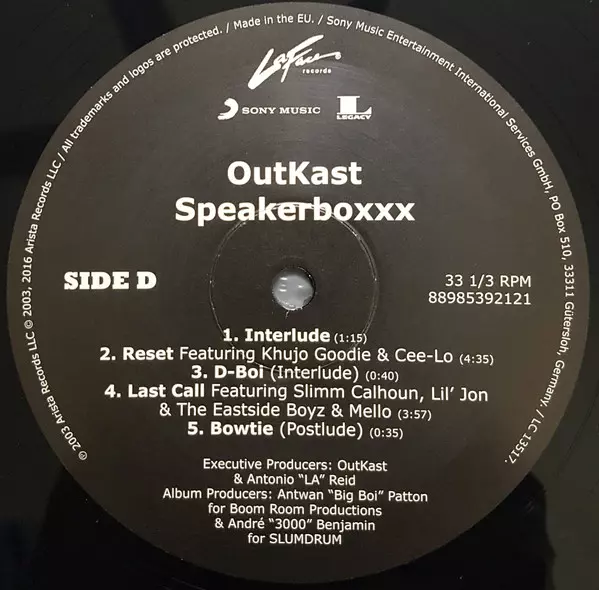 LaFace
records
SONY MUSIC
L
LEGACY
OutKast
Speakerboxxx
SIDE D
33 1/3 RPM
88985392121
1. Interlude (1:15)
2. Reset Featuring Khujo Goodie & Cee-Lo (4:35)
3. D-Boi (Interlude) (0:40)
4. Last Call Featuring Slimm Calhoun, Lil’ Jon
& The Eastside Boyz & Mello (3:57)
5. Bowtie (Postlude) (0:35)
Executive Producers: OutKast
& Antonio “LA” Reid
Album Producers: Antwan “Big Boi” Patton
for Boom Room Productions
& André “3000” Benjamin
for SLUMDRUM
℗ 2003 Arista Records LLC © 2003, 2016 Arista Records LLC / All trademarks and logos are protected. / Made in the EU. / Sony Music Entertainment International Services GmbH, PO Box 510, 33311 Gütersloh, Germany. / LC 13517.